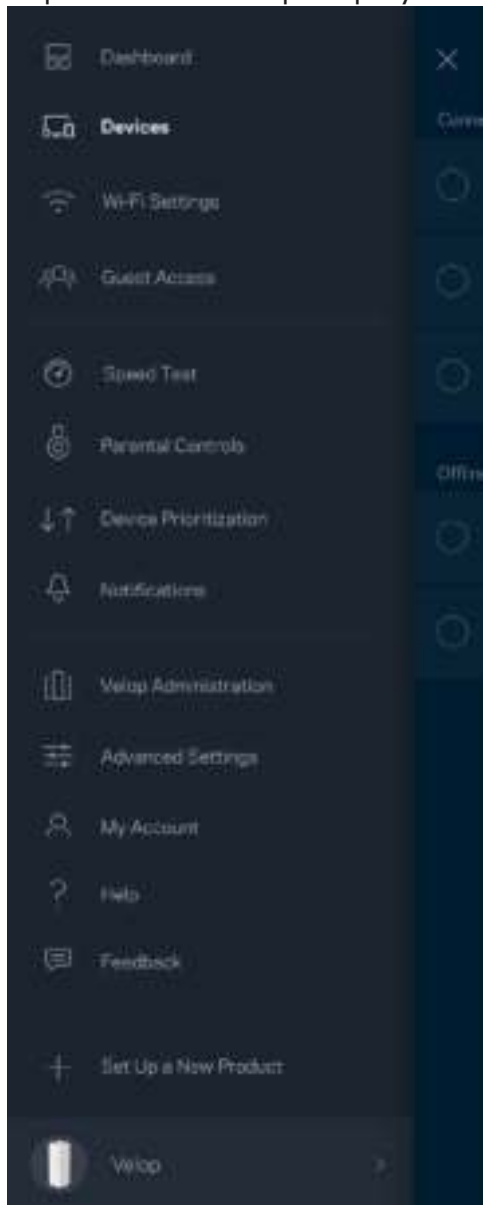 Dashboard
Devices
Wi-Fi Settings
Guest Access
Speed Test
Parental Controls
Device Prioritization
Notifications
Velop Administration
Advanced Settings
My Account
Help
Feedback
Set Up a New Product
Velop